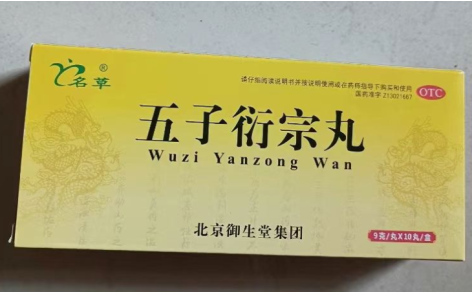 名草®
请仔细阅读说明书并按说明使用或在药师指导下购买和使用
国药准字 Z13021667
OTC
五子衍宗丸
Wuzi Yanzong Wan
北京御生堂集团
9克/丸X10丸/盒